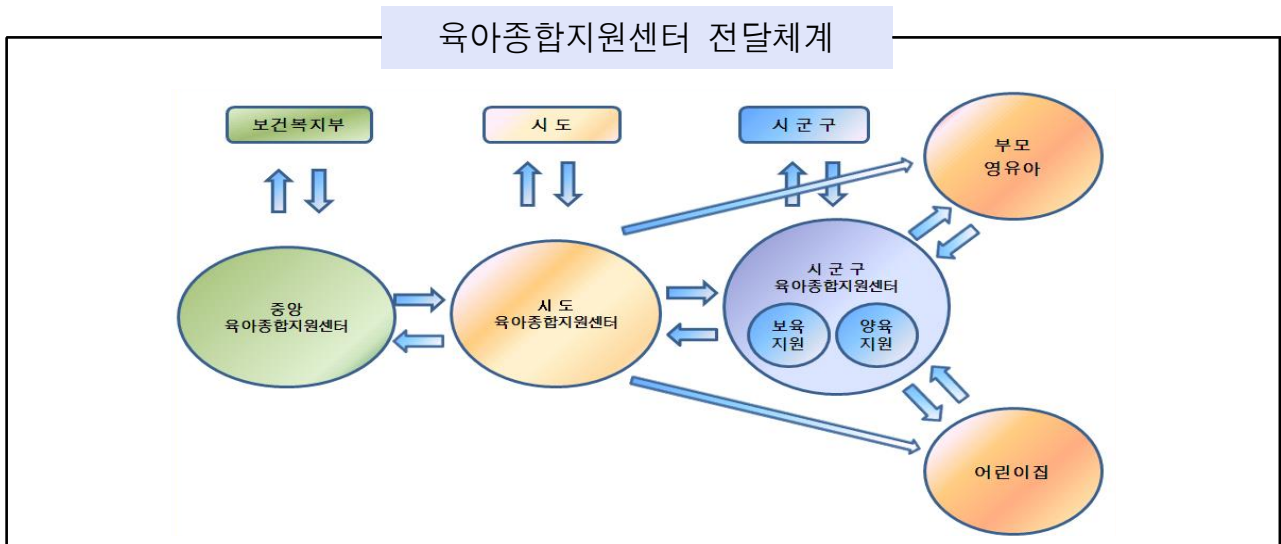 육아종합지원센터 전달체계
보건복지부
시 도
시 군 구
부모
영유아
중앙
육아종합지원센터
시 도
육아종합지원센터
시 군 구
육아종합지원센터
보육
지원
양육
지원
어린이집